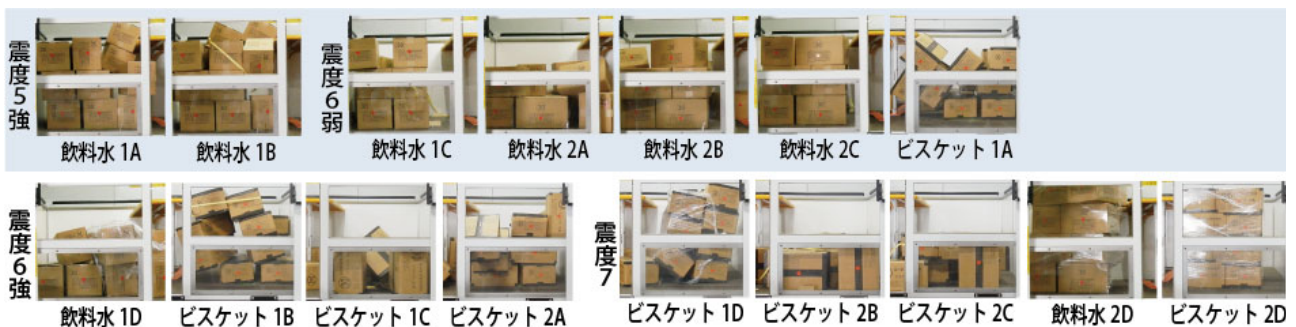 震度5強
飲料水 1A
飲料水 1B
震度6弱
飲料水 1C
飲料水 2A
飲料水 2B
飲料水 2C
ビスケット 1A
震度6強
飲料水 1D
ビスケット 1B
ビスケット 1C
ビスケット 2A
震度7
ビスケット 1D
ビスケット 2B
ビスケット 2C
飲料水 2D
ビスケット 2D